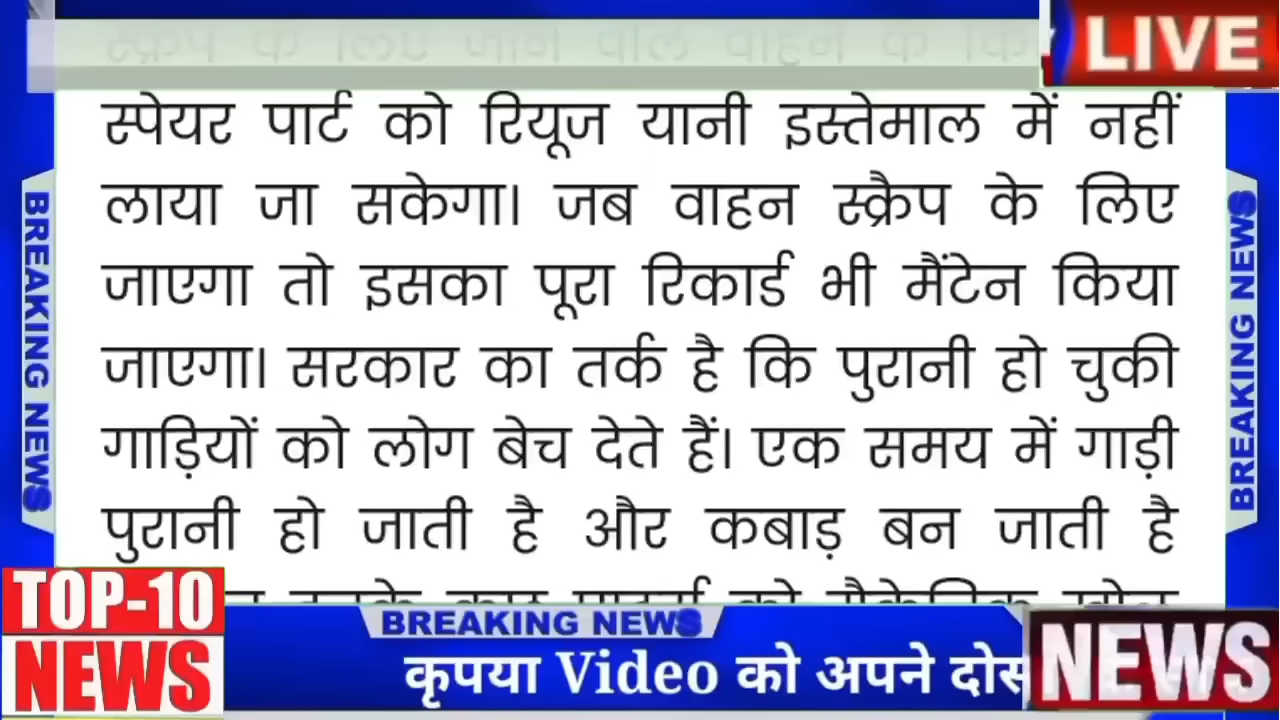 स्क्रैप के लिए जाने वाले वाहन के
LIVE
स्पेयर पार्ट को रियूज यानी इस्तेमाल में नहीं
लाया जा सकेगा। जब वाहन स्क्रैप के लिए
जाएगा तो इसका पूरा रिकार्ड भी मैंटेन किया
जाएगा। सरकार का तर्क है कि पुरानी हो चुकी
गाड़ियों को लोग बेच देते हैं। एक समय में गाड़ी
पुरानी हो जाती है और कबाड़ बन जाती है
BREAKING NEWS
BREAKING NEWS
TOP-10
NEWS
BREAKING NEWS
कृपया Video को अपने दोस
NEWS